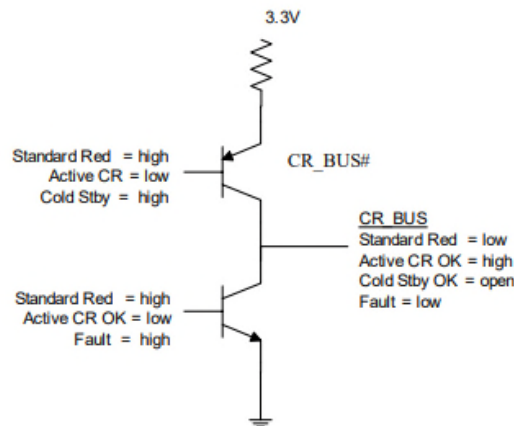 3.3V
Standard Red = high
Active CR = low
Cold Stby = high
CR_BUS#
CR_BUS
Standard Red = low
Active CR OK = high
Cold Stby OK = open
Fault = low
Standard Red = high
Active CR OK = low
Fault = high